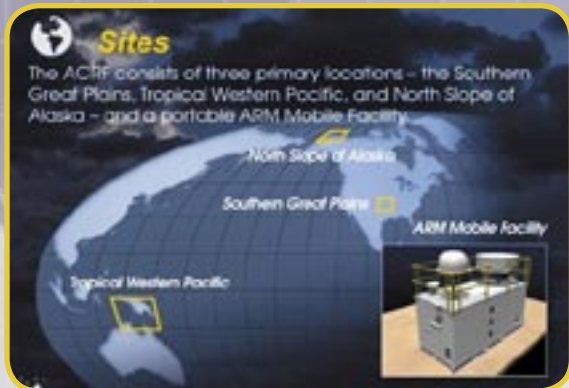 Sites
The ACRF consists of three primary locations – the Southern
Great Plains, Tropical Western Pacific, and North Slope of
Alaska – and a portable ARM Mobile Facility.
North Slope of Alaska
Southern Great Plains
ARM Mobile Facility
Tropical Western Pacific